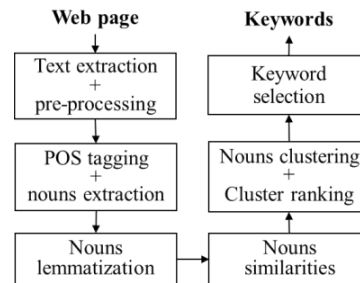 Web page
Text extraction
+
pre-processing
POS tagging
+
nouns extraction
Nouns
lemmatization
Nouns
similarities
Nouns clustering
+
Cluster ranking
Keyword
selection
Keywords